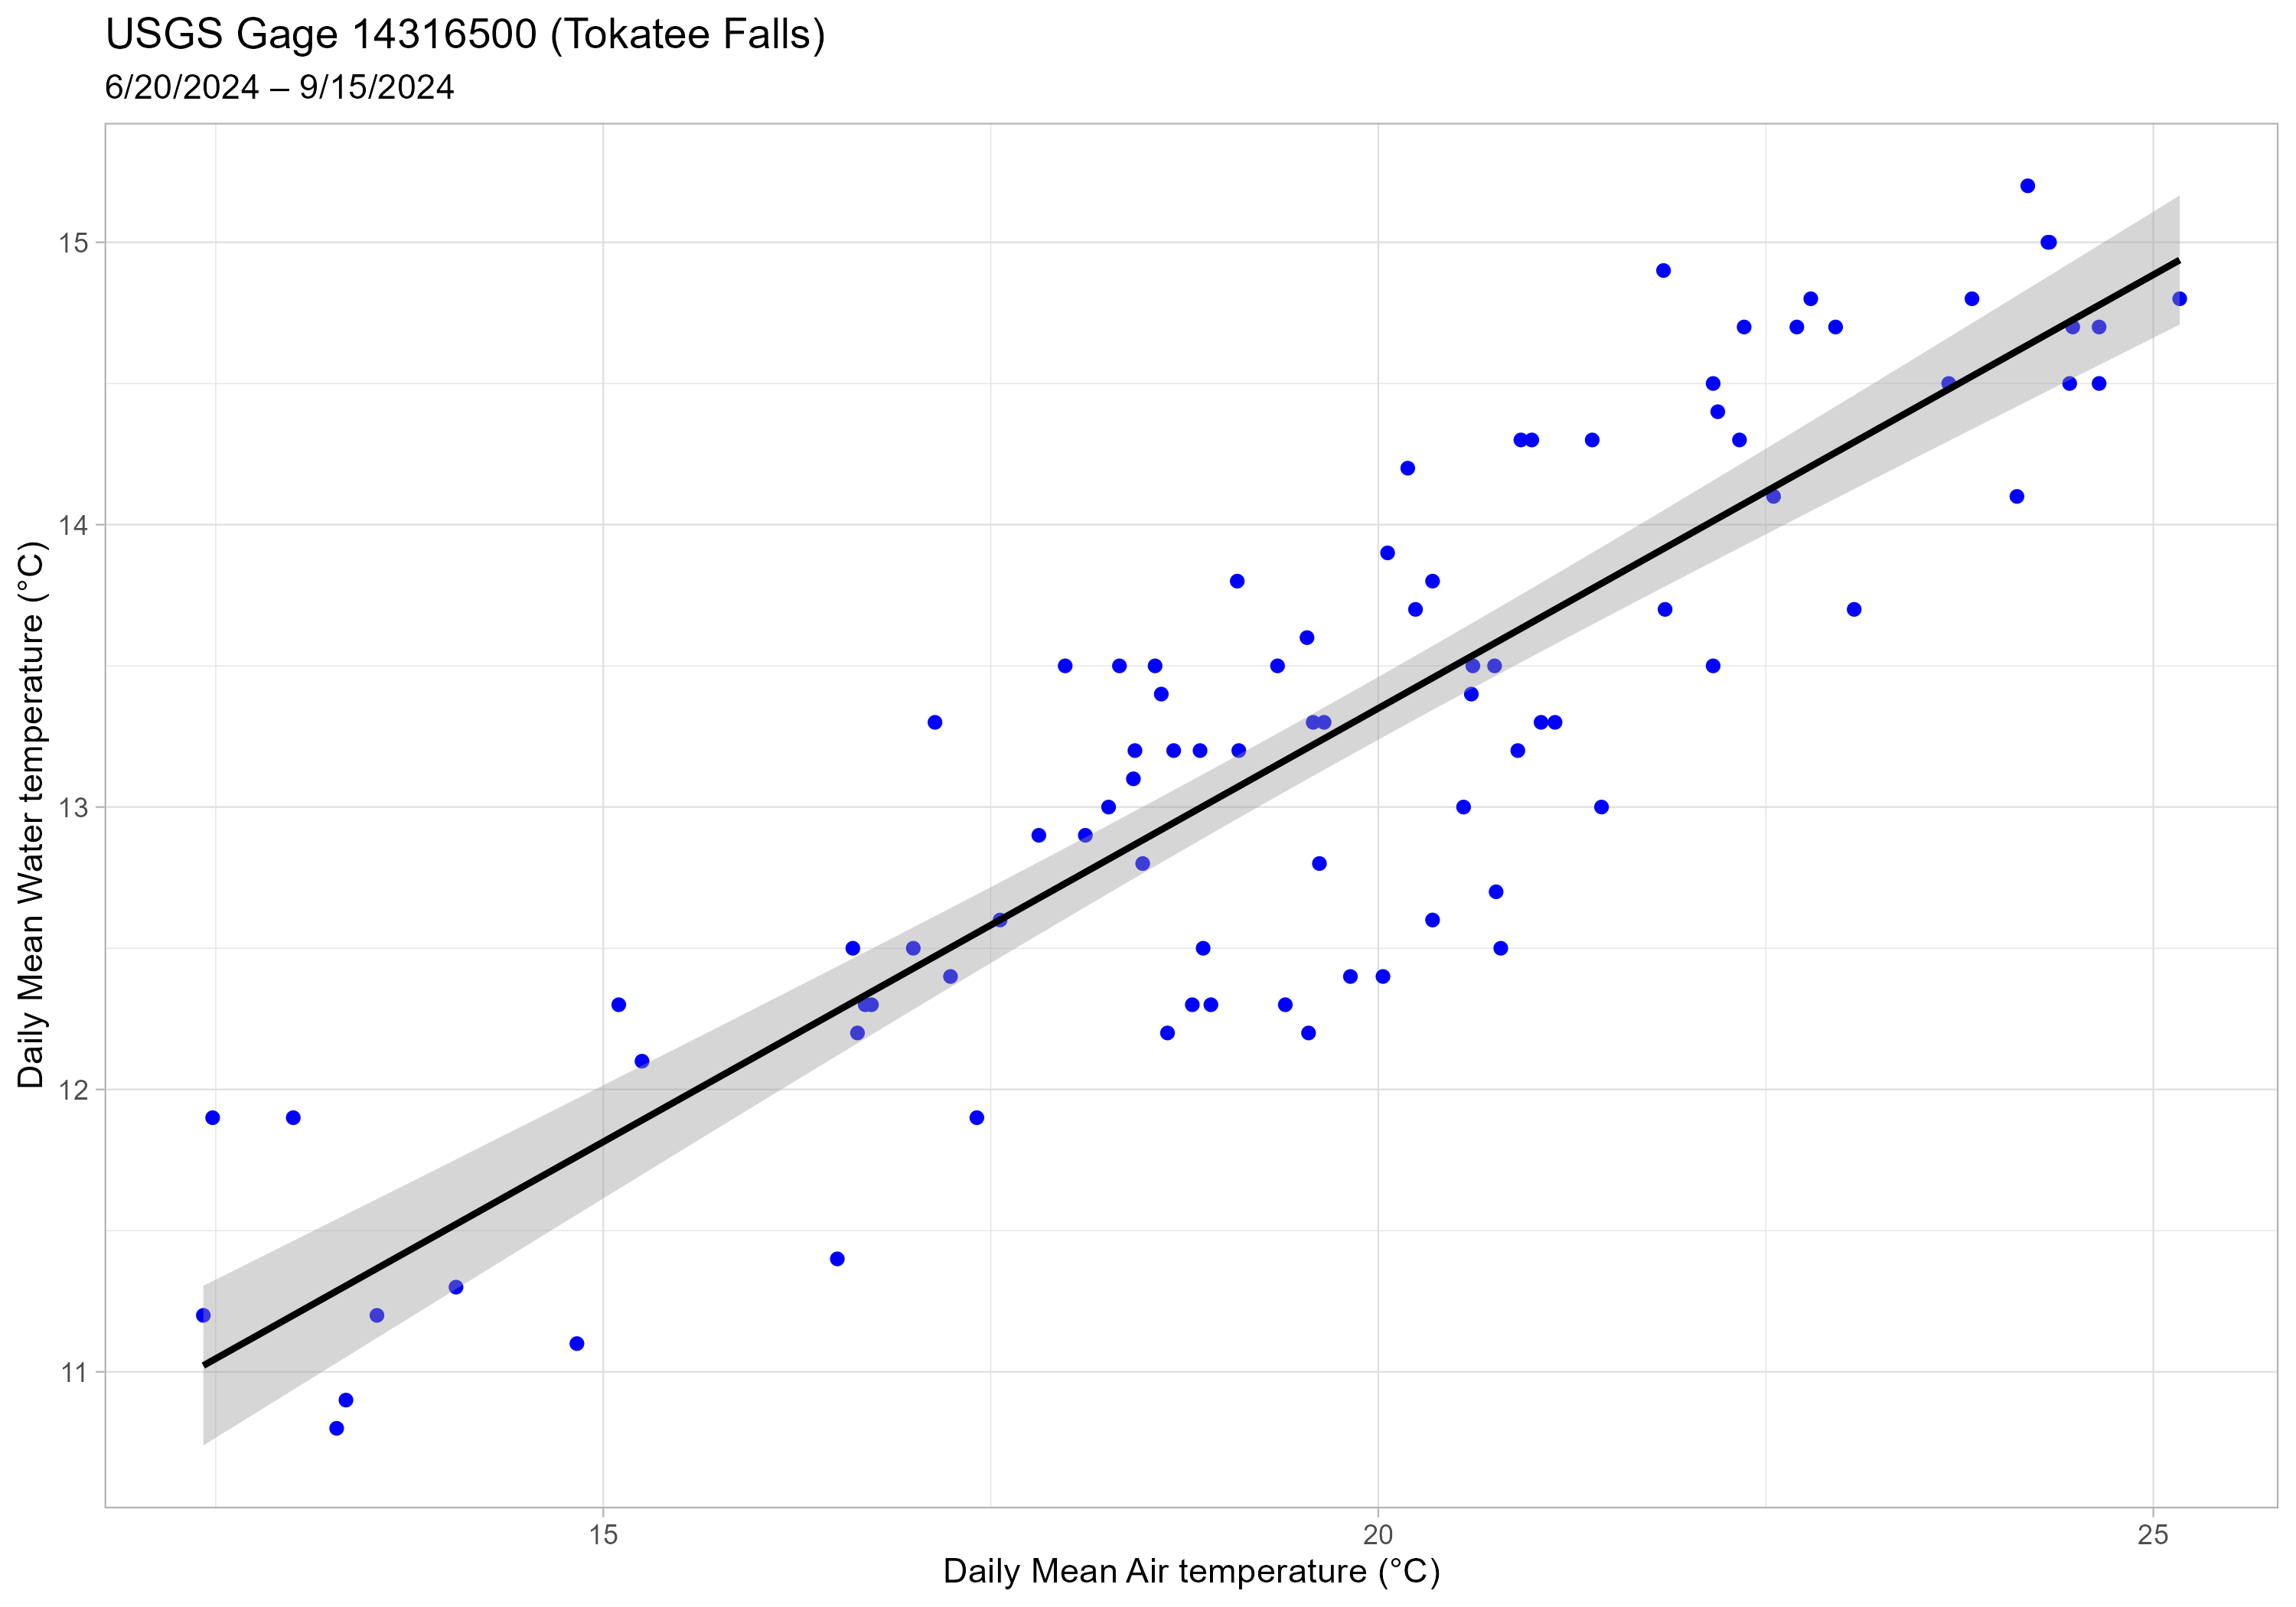 USGS Gage 14316500 (Tokatee Falls)
6/20/2024 – 9/15/2024
Daily Mean Water temperature (°C)
15
14
13
12
11
15
20
25
Daily Mean Air temperature (°C)